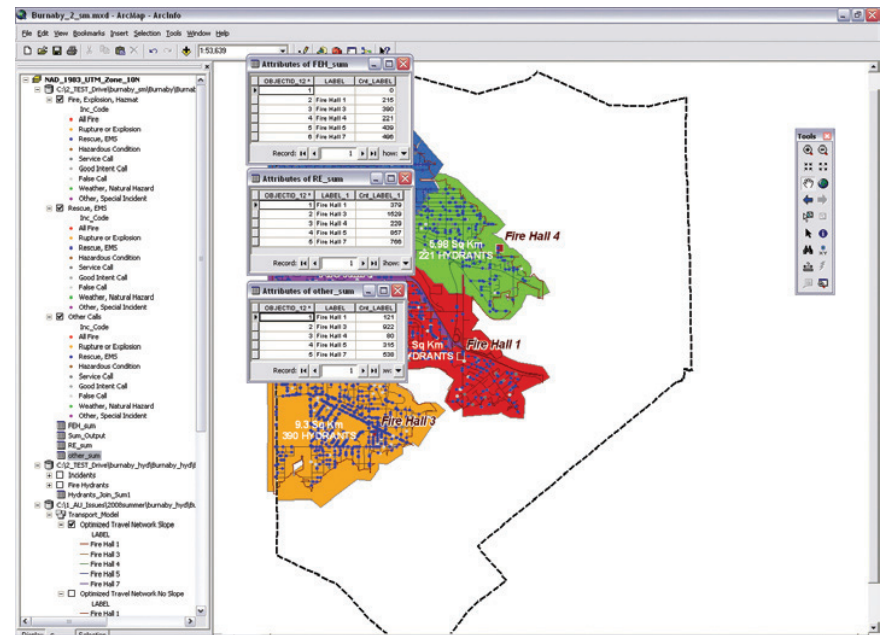 Burnaby_2_sm.mxd - ArcMap - ArcInfo
File Edit View Bookmarks Insert Selection Tools Window Help
1:53,639
NAD_1983_UTM_Zone_10N
Fire, Explosion, Hazmat
Inc_Code
All Fire
Rupture or Explosion
Rescue, EMS
Hazardous Condition
Service Call
Good Intent Call
False Call
Weather, Natural Hazard
Other, Special Incident
Rescue, EMS
Inc_Code
All Fire
Rupture or Explosion
Rescue, EMS
Hazardous Condition
Service Call
Good Intent Call
False Call
Weather, Natural Hazard
Other, Special Incident
Other Calls
Inc_Code
All Fire
Rupture or Explosion
Rescue, EMS
Hazardous Condition
Service Call
Good Intent Call
False Call
Weather, Natural Hazard
Other, Special Incident
FEH_sum
Sum_Output
RE_sum
other_sum
Incidents
Fire Hydrants
Hydrants_Join_Sum1
Transport_Model
Optimized Travel Network Slope
LABEL
Fire Hall 1
Fire Hall 3
Fire Hall 4
Fire Hall 5
Fire Hall 7
Optimized Travel Network No Slope
LABEL
Fire Hall 1
Attributes of FEH_sum
OBJECTID_12 * LABEL Cnt_LABEL
1 0
2 Fire Hall 1 215
3 Fire Hall 3 390
4 Fire Hall 4 221
5 Fire Hall 5 409
6 Fire Hall 7 486
Record: 1
Attributes of RE_sum
OBJECTID_12 * LABEL_1 Cnt_LABEL_1
1 Fire Hall 1 379
2 Fire Hall 3 1529
3 Fire Hall 4 229
4 Fire Hall 5 857
5 Fire Hall 7 766
Record: 1
Attributes of other_sum
OBJECTID_12 * LABEL Cnt_LABEL
1 Fire Hall 1 121
2 Fire Hall 3 922
3 Fire Hall 4 80
4 Fire Hall 5 315
5 Fire Hall 7 538
Record: 1
Fire Hall 4
5.98 Sq Km
221 HYDRANTS
Fire Hall 1
Sq Km
Fire Hall 3
9.3 Sq Km
390 HYDRANTS
Tools